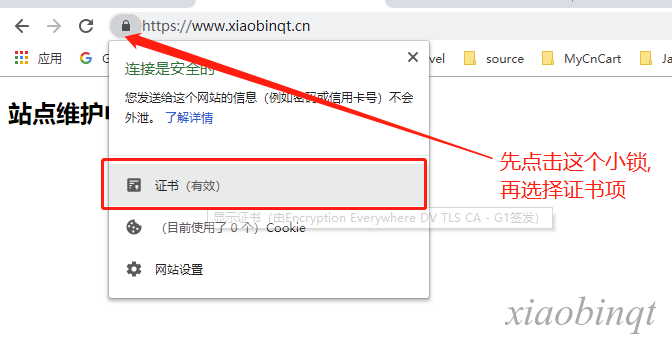 https://www.xiaobinqt.cn
应用
G
vel
source
MyCnCart
Ja
连接是安全的
您发送给这个网站的信息（例如密码或信用卡号）不会
外泄。 了解详情
站点维护
先点击这个小锁,
再选择证书项
证书（有效）
显示证书（由Encryption Everywhere DV TLS CA - G1签发）
（目前使用了 0 个）Cookie
网站设置
xiaobinqt